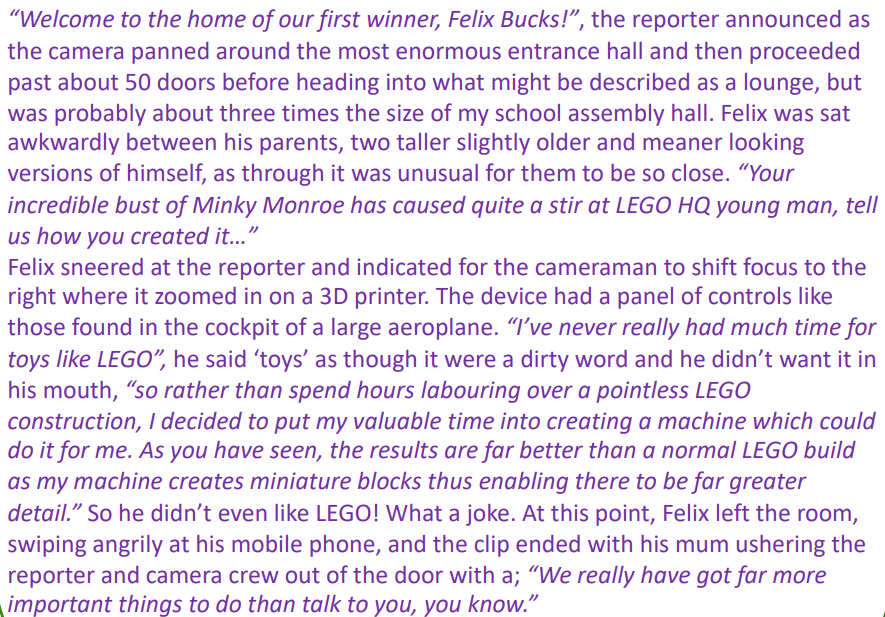 “Welcome to the home of our first winner, Felix Bucks!”, the reporter announced as
the camera panned around the most enormous entrance hall and then proceeded
past about 50 doors before heading into what might be described as a lounge, but
was probably about three times the size of my school assembly hall. Felix was sat
awkwardly between his parents, two taller slightly older and meaner looking
versions of himself, as through it was unusual for them to be so close. “Your
incredible bust of Minky Monroe has caused quite a stir at LEGO HQ young man, tell
us how you created it…”
Felix sneered at the reporter and indicated for the cameraman to shift focus to the
right where it zoomed in on a 3D printer. The device had a panel of controls like
those found in the cockpit of a large aeroplane. “I’ve never really had much time for
toys like LEGO”, he said ‘toys’ as though it were a dirty word and he didn’t want it in
his mouth, “so rather than spend hours labouring over a pointless LEGO
construction, I decided to put my valuable time into creating a machine which could
do it for me. As you have seen, the results are far better than a normal LEGO build
as my machine creates miniature blocks thus enabling there to be far greater
detail.” So he didn’t even like LEGO! What a joke. At this point, Felix left the room,
swiping angrily at his mobile phone, and the clip ended with his mum ushering the
reporter and camera crew out of the door with a; “We really have got far more
important things to do than talk to you, you know.”